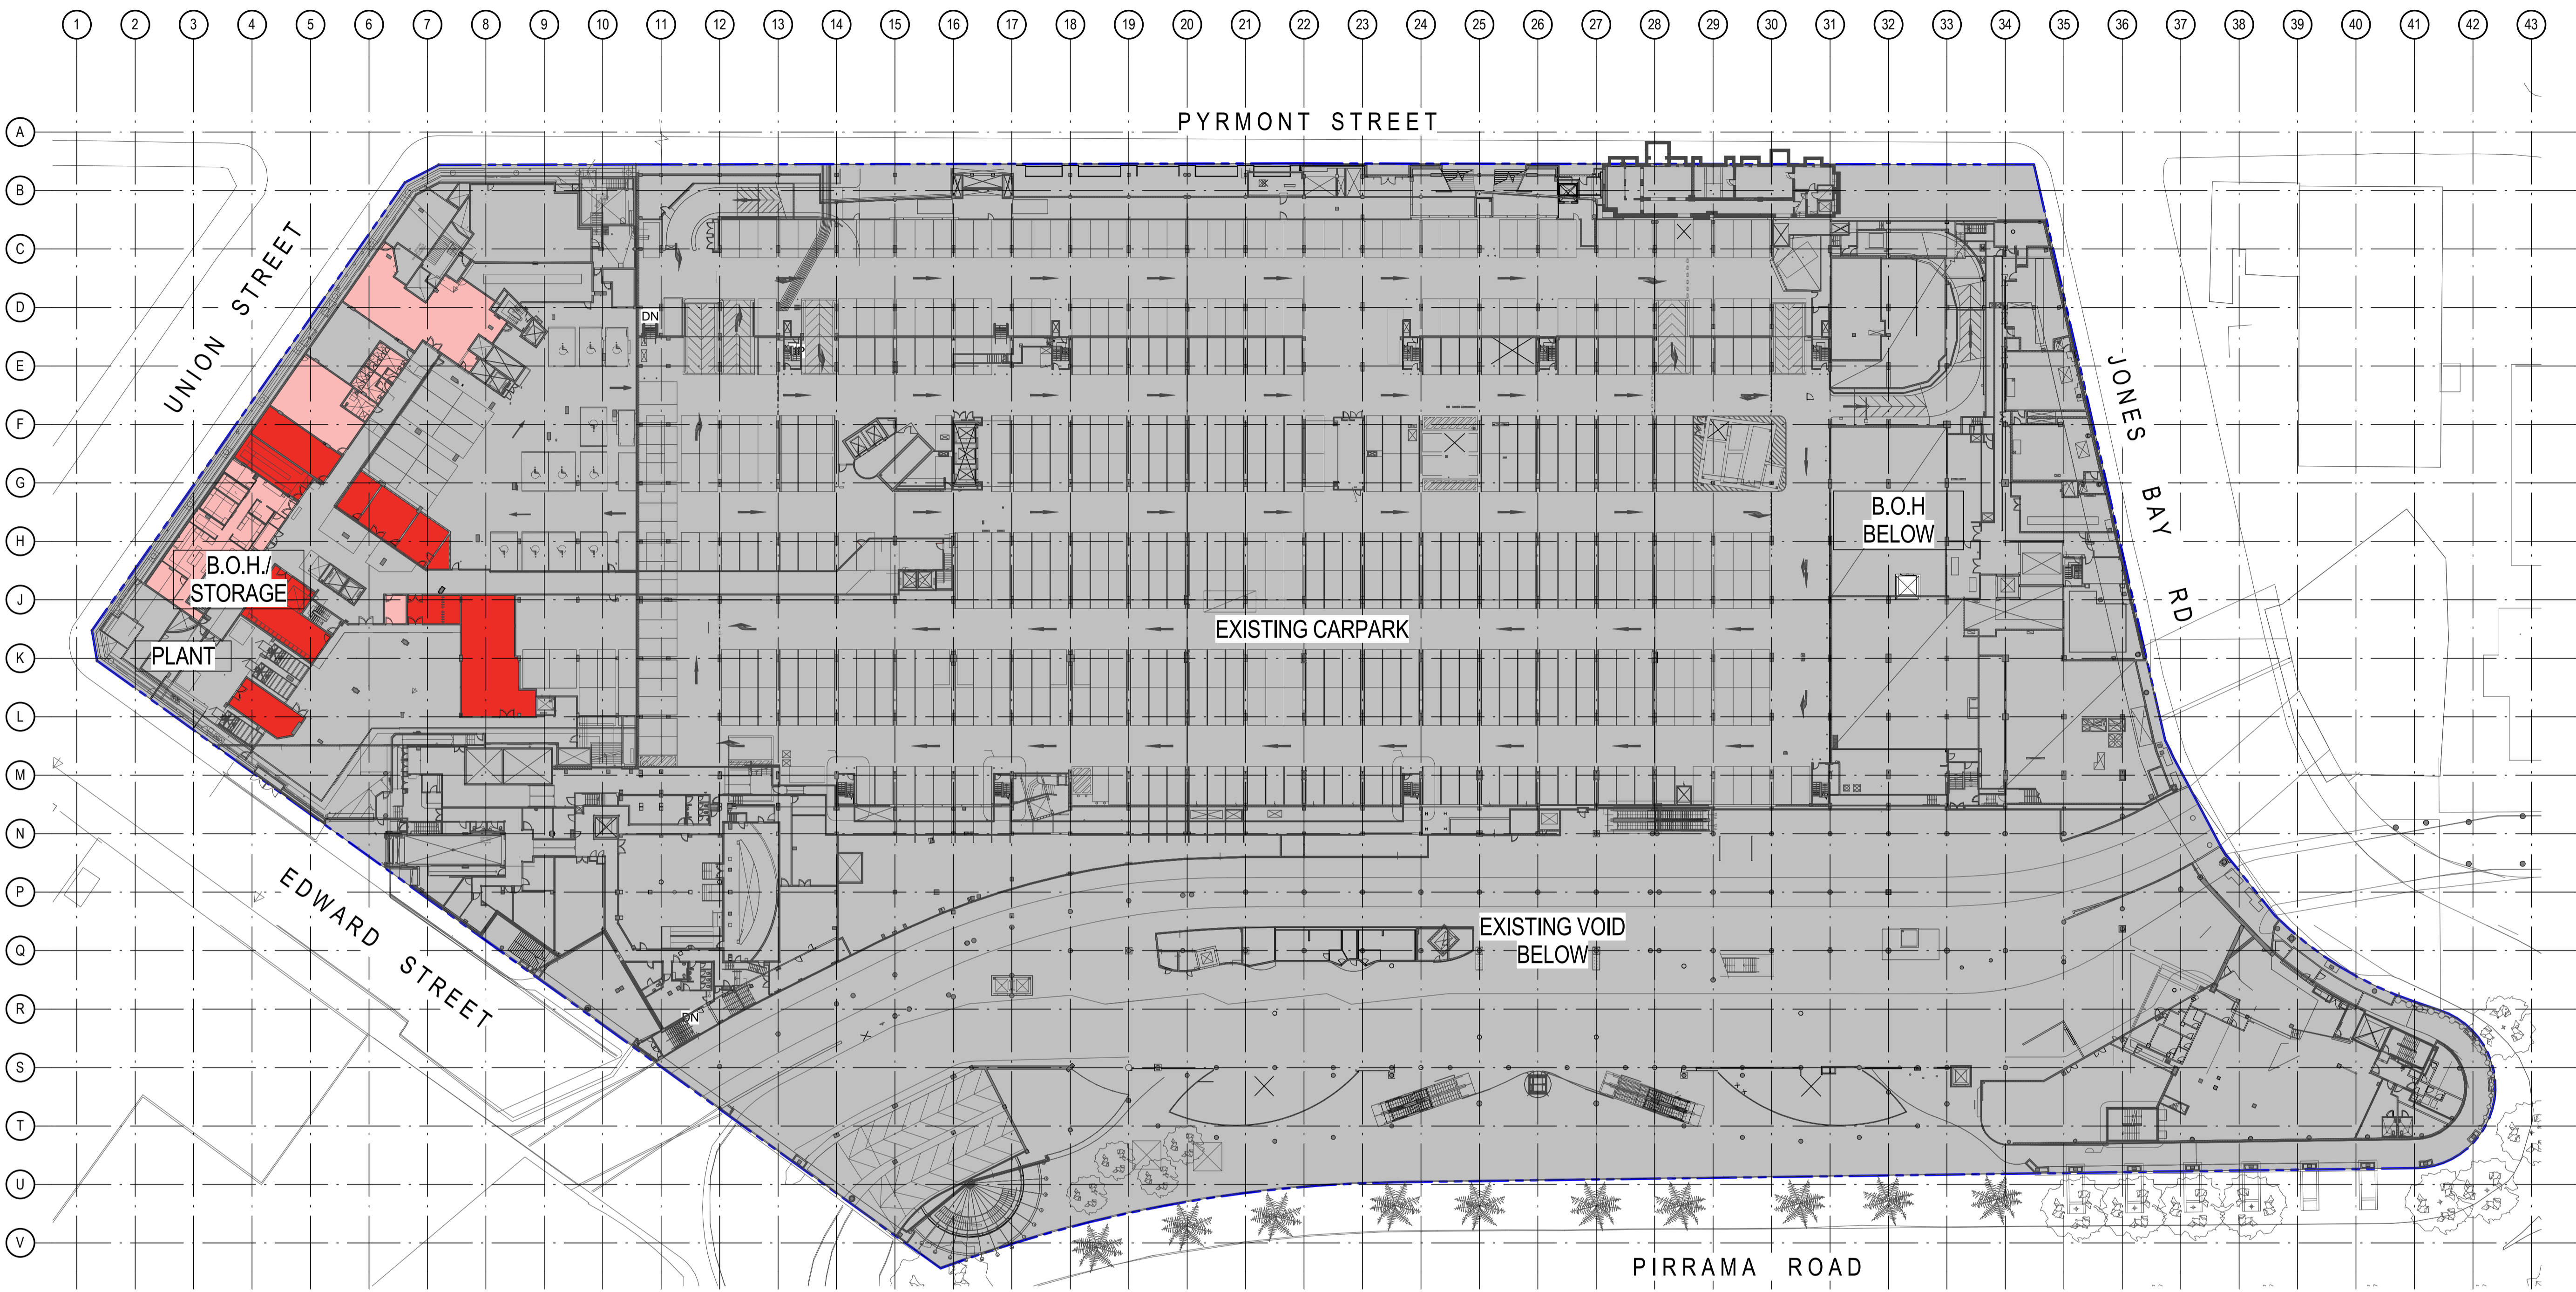 1 2 3 4 5 6 7 8 9 10 11 12 13 14 15 16 17 18 19 20 21 22 23 24 25 26 27 28 29 30 31 32 33 34 35 36 37 38 39 40 41 42 43
PYRMONT STREET
A
B
C
UNION STREET
D
DN
UP
E
JONES BAY RD
F
G
B.O.H
BELOW
H
B.O.H./
STORAGE
J
EXISTING CARPARK
K
PLANT
L
M
N
P
EDWARD STREET
EXISTING VOID
BELOW
Q
R
DN
S
T
U
V
PIRRAMA ROAD